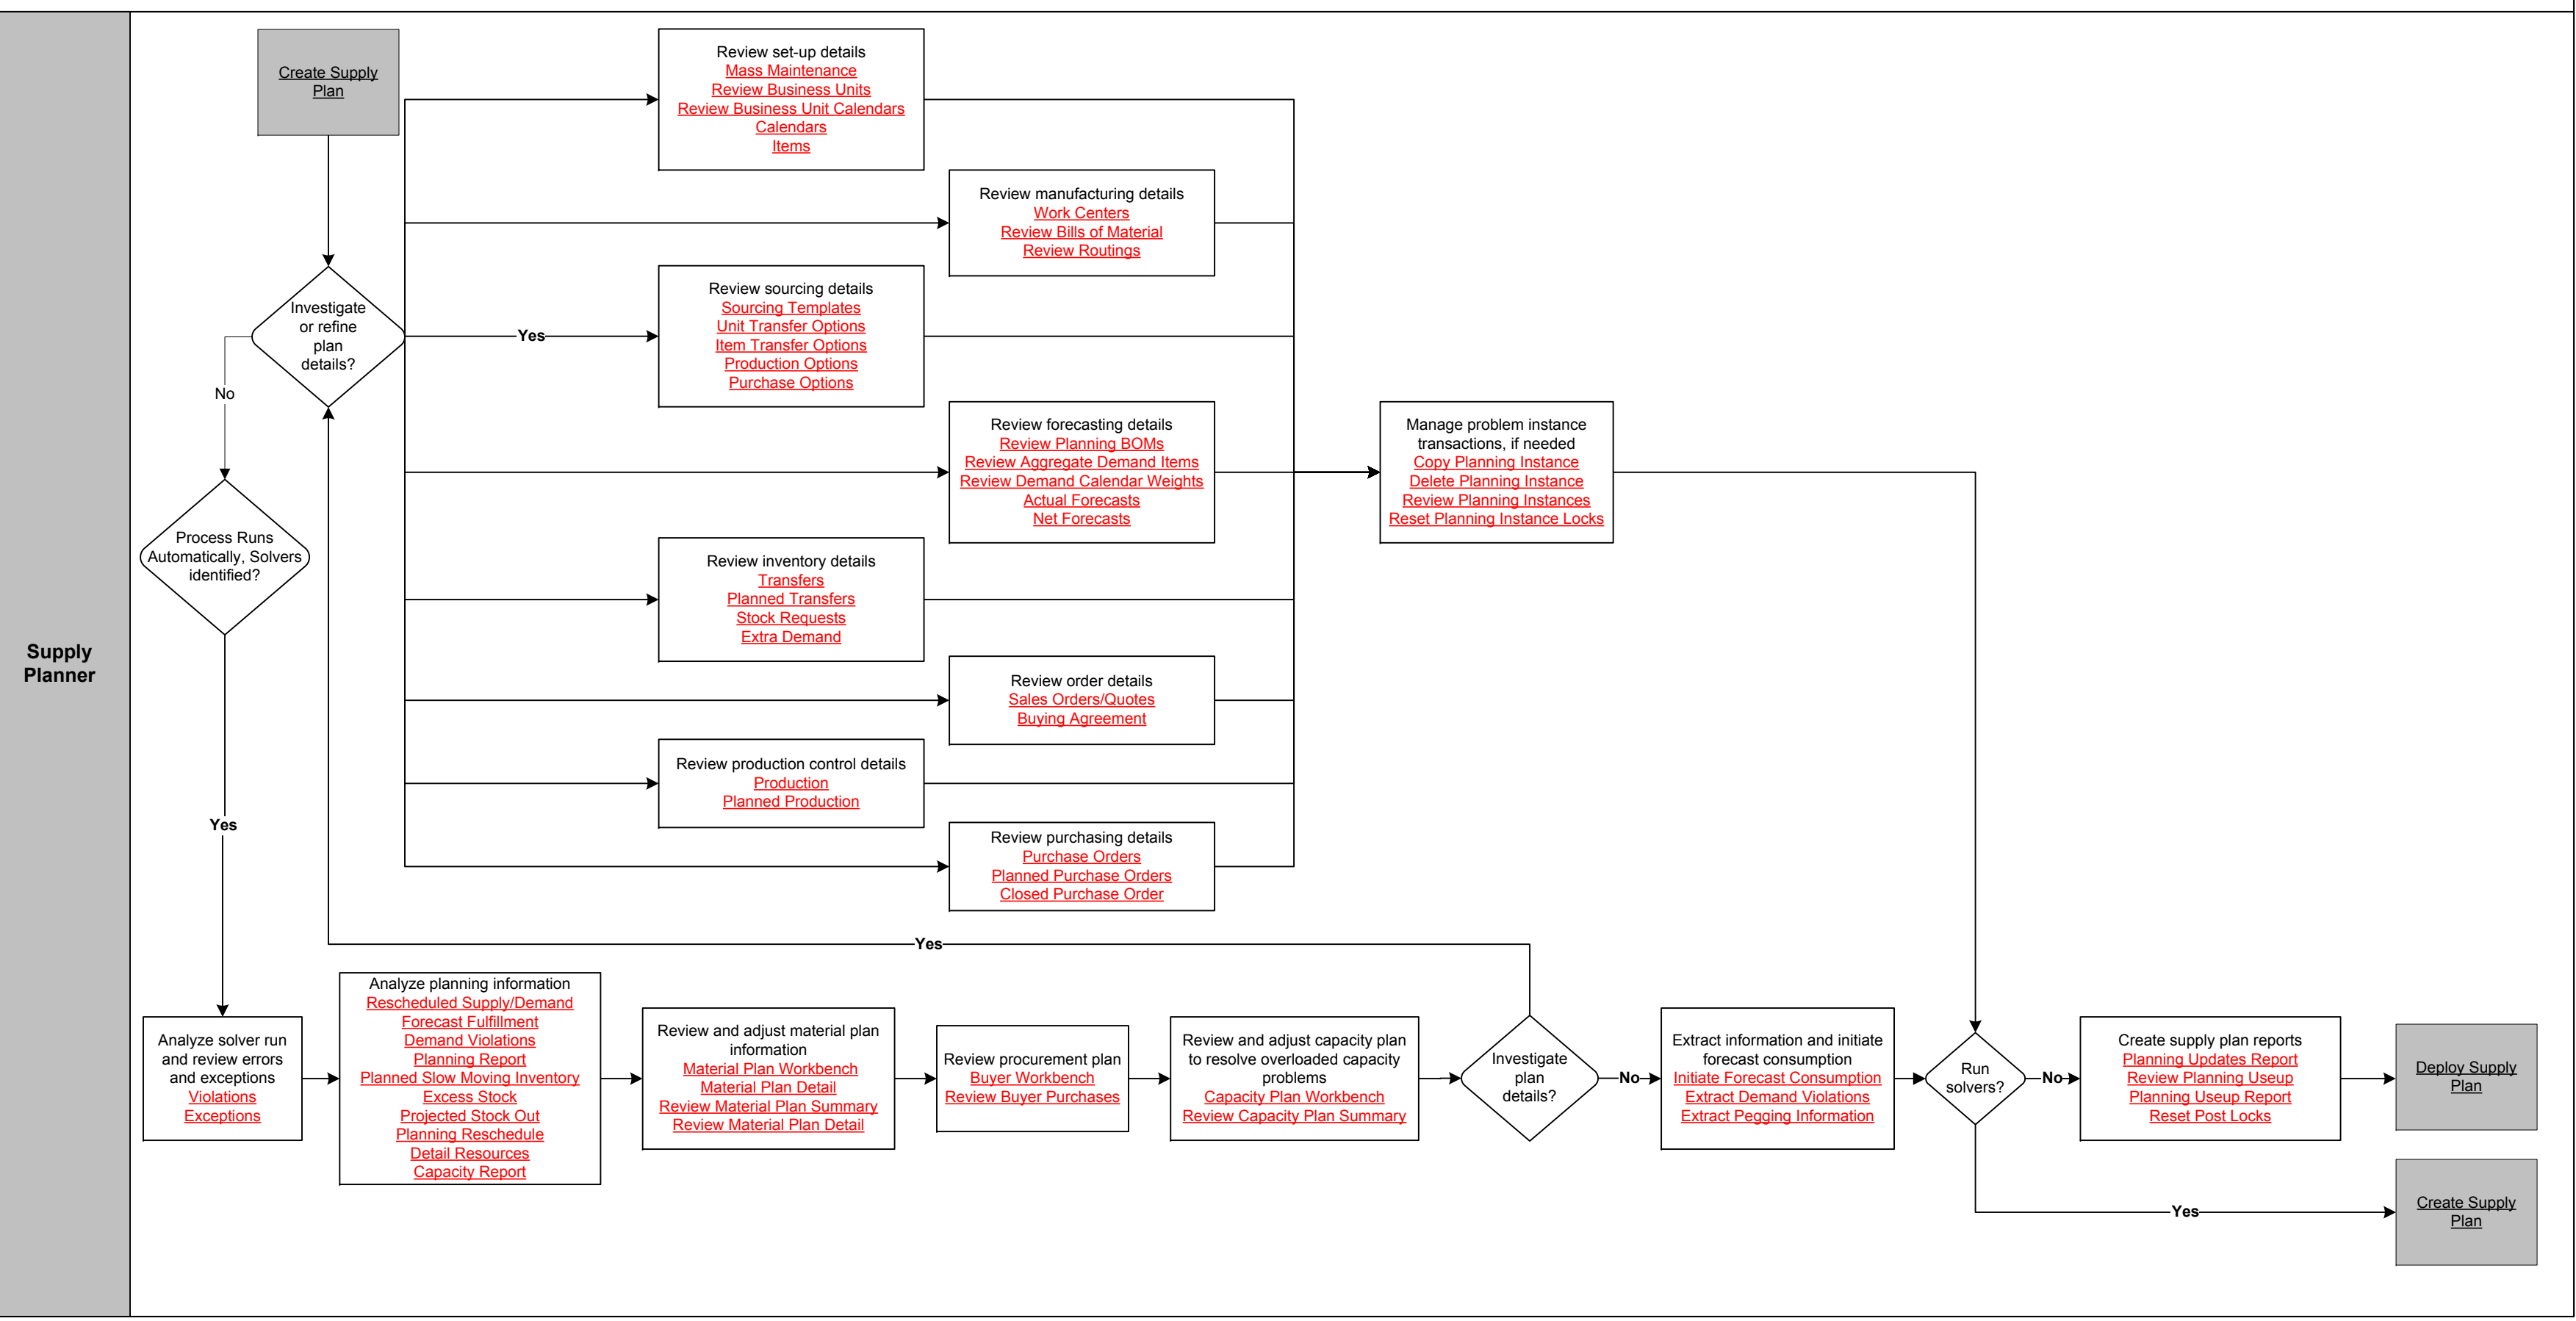 Supply
Planner
Create Supply
Plan
Investigate
or refine
plan
details?
No
Yes
Process Runs
Automatically, Solvers
identified?
Yes
Review set-up details
Mass Maintenance
Review Business Units
Review Business Unit Calendars
Calendars
Items
Review manufacturing details
Work Centers
Review Bills of Material
Review Routings
Review sourcing details
Sourcing Templates
Unit Transfer Options
Item Transfer Options
Production Options
Purchase Options
Review forecasting details
Review Planning BOMs
Review Aggregate Demand Items
Review Demand Calendar Weights
Actual Forecasts
Net Forecasts
Review inventory details
Transfers
Planned Transfers
Stock Requests
Extra Demand
Review order details
Sales Orders/Quotes
Buying Agreement
Review production control details
Production
Planned Production
Review purchasing details
Purchase Orders
Planned Purchase Orders
Closed Purchase Order
Manage problem instance
transactions, if needed
Copy Planning Instance
Delete Planning Instance
Review Planning Instances
Reset Planning Instance Locks
Yes
Analyze solver run
and review errors
and exceptions
Violations
Exceptions
Analyze planning information
Rescheduled Supply/Demand
Forecast Fulfillment
Demand Violations
Planning Report
Planned Slow Moving Inventory
Excess Stock
Projected Stock Out
Planning Reschedule
Detail Resources
Capacity Report
Review and adjust material plan
information
Material Plan Workbench
Material Plan Detail
Review Material Plan Summary
Review Material Plan Detail
Review procurement plan
Buyer Workbench
Review Buyer Purchases
Review and adjust capacity plan
to resolve overloaded capacity
problems
Capacity Plan Workbench
Review Capacity Plan Summary
Investigate
plan
details?
No
Extract information and initiate
forecast consumption
Initiate Forecast Consumption
Extract Demand Violations
Extract Pegging Information
Run
solvers?
No
Create supply plan reports
Planning Updates Report
Review Planning Useup
Planning Useup Report
Reset Post Locks
Deploy Supply
Plan
Yes
Create Supply
Plan